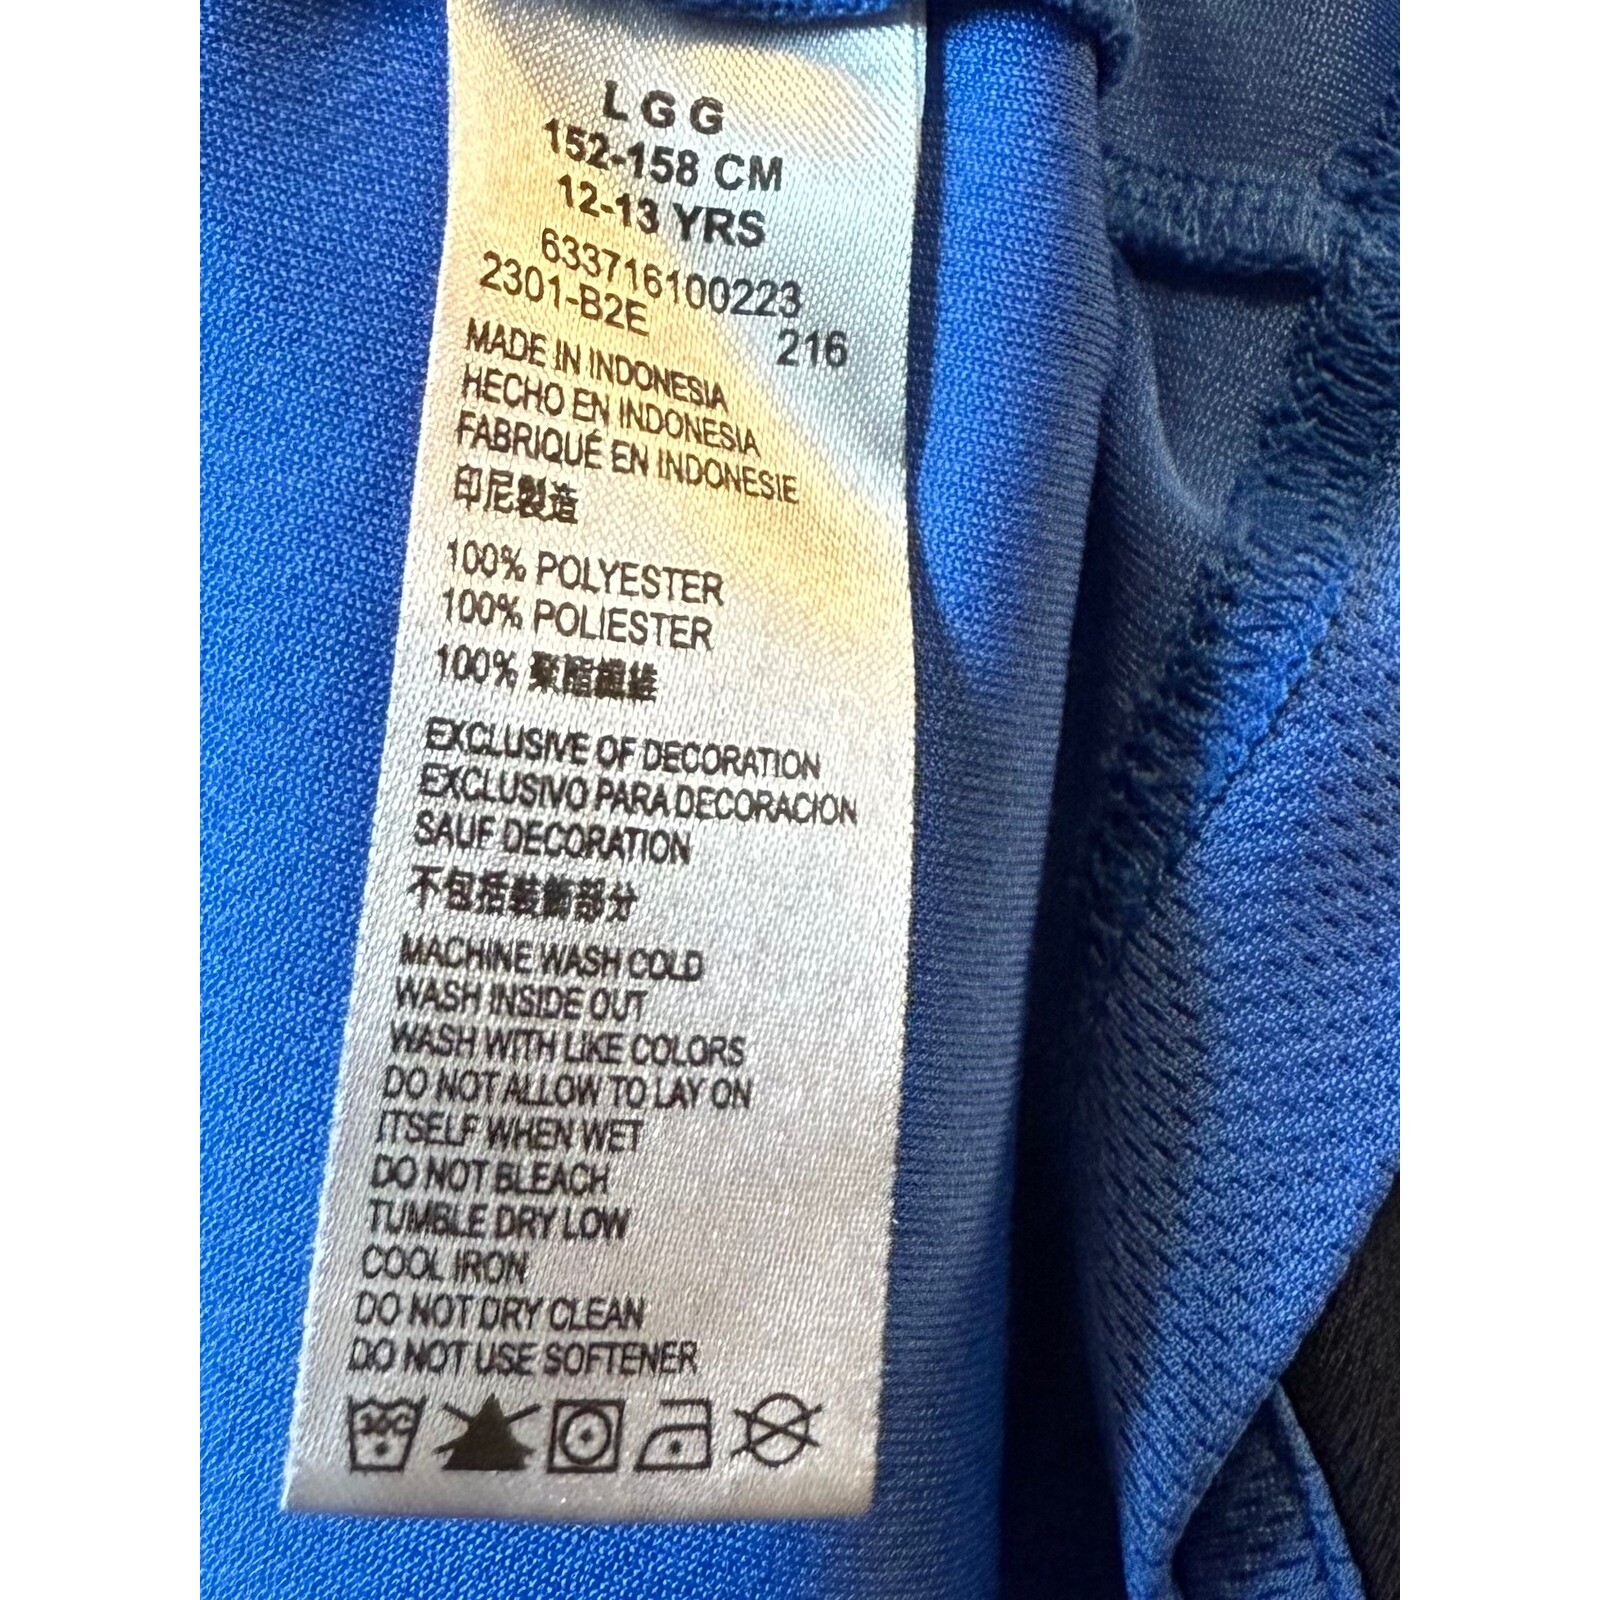 L G G
152-158 CM
12-13 YRS
633716100223
2301-B2E 216
MADE IN INDONESIA
HECHO EN INDONESIA
FABRIQUÉ EN INDONESIE
印尼製造
100% POLYESTER
100% POLIESTER
100% 聚酯纖維
EXCLUSIVE OF DECORATION
EXCLUSIVO PARA DECORACION
SAUF DECORATION
不包括裝飾部分
MACHINE WASH COLD
WASH INSIDE OUT
WASH WITH LIKE COLORS
DO NOT ALLOW TO LAY ON
ITSELF WHEN WET
DO NOT BLEACH
TUMBLE DRY LOW
COOL IRON
DO NOT DRY CLEAN
DO NOT USE SOFTENER
30C